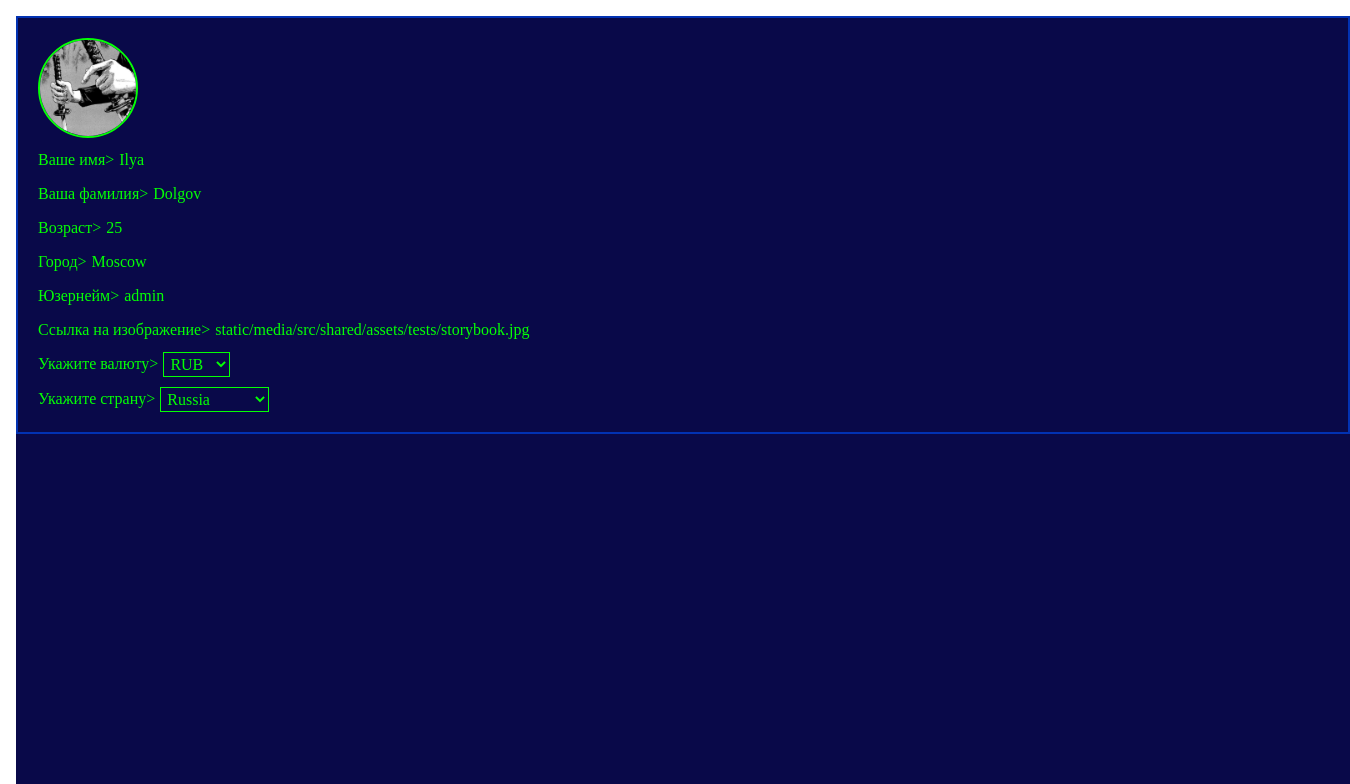 Ваше имя> Ilya
Ваша фамилия> Dolgov
Возраст> 25
Город> Moscow
Юзернейм> admin
Ссылка на изображение> static/media/src/shared/assets/tests/storybook.jpg
Укажите валюту> RUB
Укажите страну> Russia